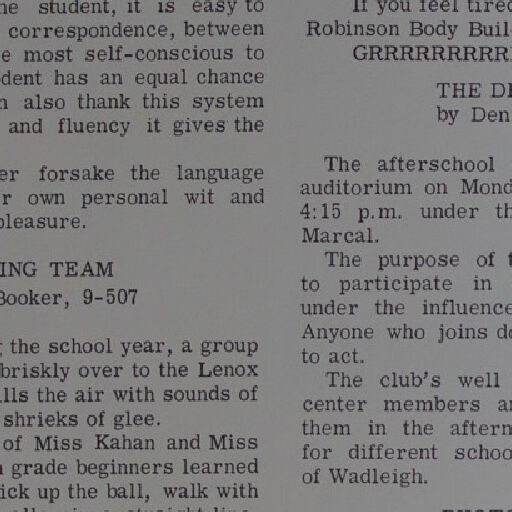 he student, it is easy to
correspondence, between
e most self-conscious to
dent has an equal chance
also thank this system
and fluency it gives the
er forsake the language
r own personal wit and
pleasure.
ING TEAM
Booker, 9-507
the school year, a group
briskly over to the Lenox
lls the air with sounds of
shrieks of glee.
of Miss Kahan and Miss
grade beginners learned
ick up the ball, walk with
If you feel tired
Robinson Body Buil
GRRRRRRRRR
THE D
by Den
The afterschool
auditorium on Mond
4:15 p.m. under th
Marcal.
The purpose of
to participate in
under the influence
Anyone who joins do
to act.
The club's well
center members a
them in the aftern
for different schoo
of Wadleigh.